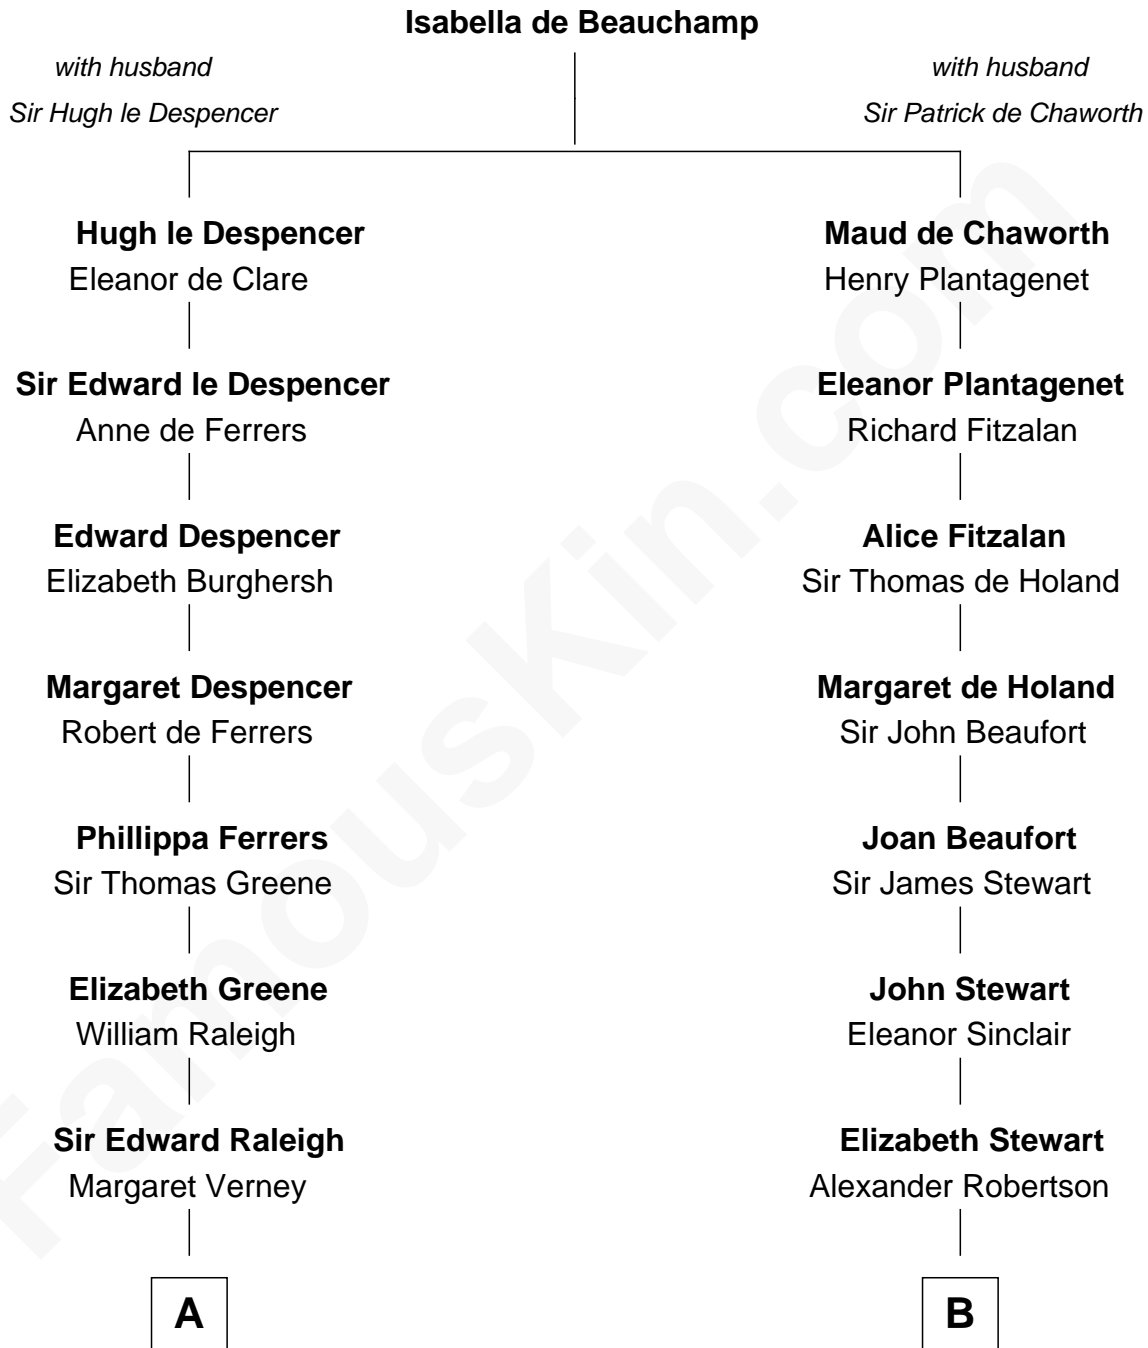 Isabella de Beauchamp
with husband
Sir Hugh le Despencer
with husband
Sir Patrick de Chaworth
Hugh le Despencer
Eleanor de Clare
Maud de Chaworth
Henry Plantagenet
Sir Edward le Despencer
Anne de Ferrers
Eleanor Plantagenet
Richard Fitzalan
Edward Despencer
Elizabeth Burghersh
Alice Fitzalan
Sir Thomas de Holand
Margaret Despencer
Robert de Ferrers
Margaret de Holand
Sir John Beaufort
Phillippa Ferrers
Sir Thomas Greene
Joan Beaufort
Sir James Stewart
Elizabeth Greene
William Raleigh
John Stewart
Eleanor Sinclair
Sir Edward Raleigh
Margaret Verney
Elizabeth Stewart
Alexander Robertson
A
B
FamousKin.com